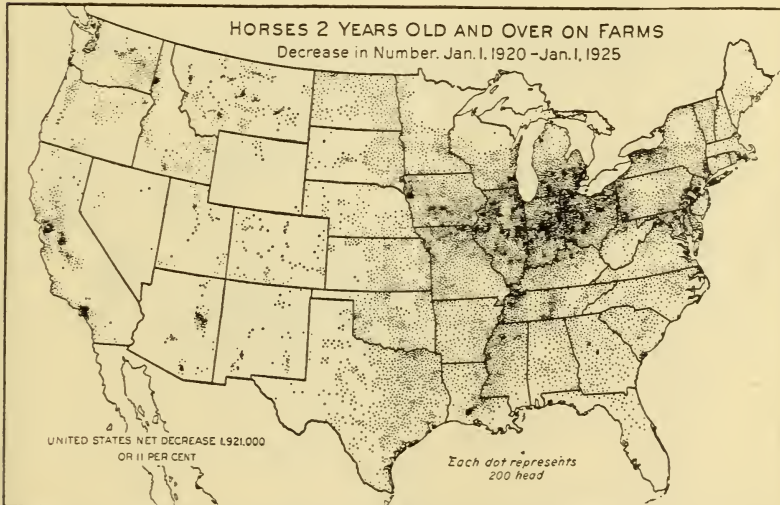 HORSES 2 YEARS OLD AND OVER ON FARMS
Decrease in Number, Jan. 1, 1920 – Jan. 1, 1925
UNITED STATES NET DECREASE 1,921,000
OR 11 PER CENT
Each dot represents
200 head